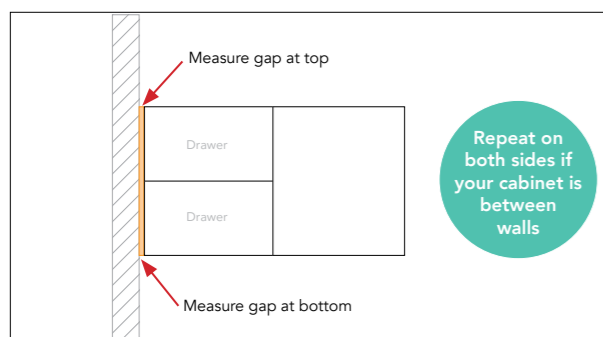 Measure gap at top
Drawer
Drawer
Measure gap at bottom
Repeat on
both sides if
your cabinet is
between
walls